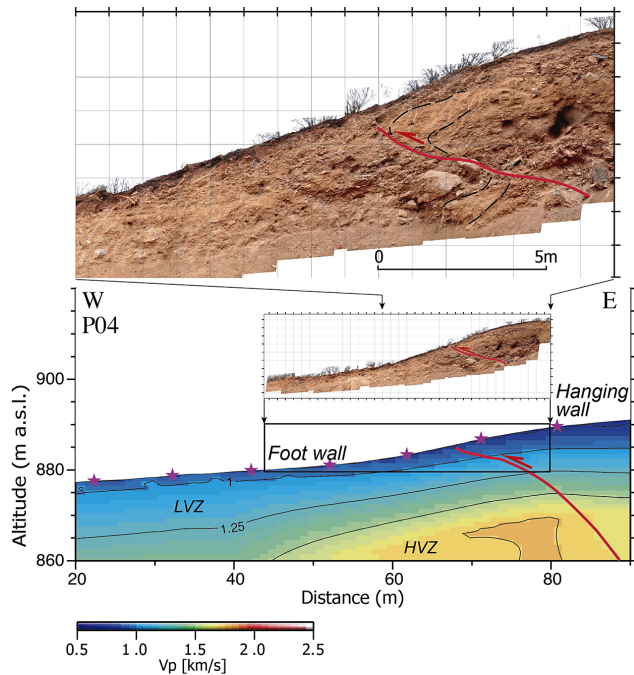 0 5m
W E
P04
900
Hanging
wall
Foot wall
880
1
LVZ
1.25
HVZ
860
Altitude (m a.s.l.)
20 40 60 80
Distance (m)
0.5 1 0 1.5 2.0 2.5
Vp [km/s]